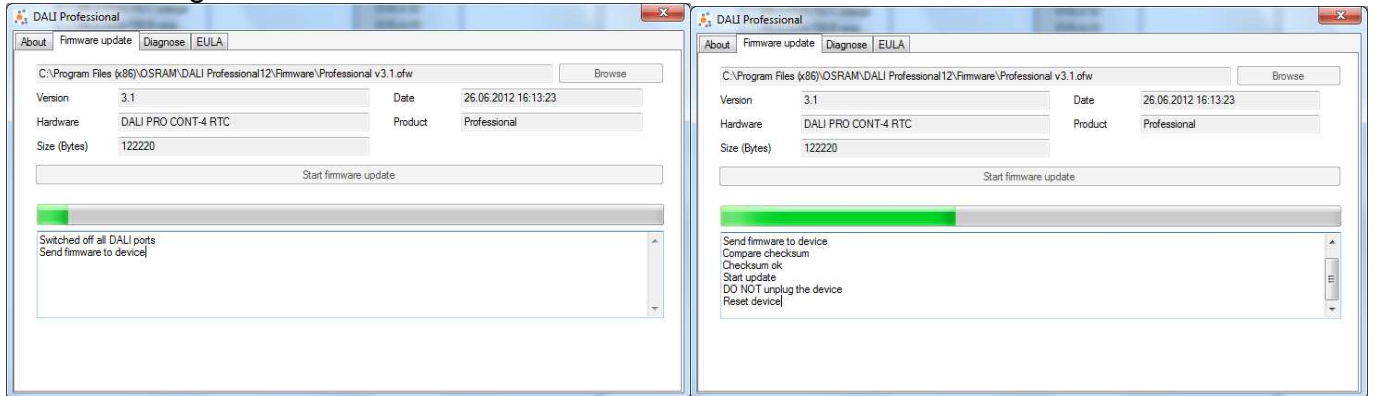 DALI Professional
About Firmware update Diagnose EULA
C:\Program Files (x86)\OSRAM\DALI Professional12\Firmware\Professional v3.1.ofw Browse
Version 3.1 Date 26.06.2012 16:13:23
Hardware DALI PRO CONT-4 RTC Product Professional
Size (Bytes) 122220
Start firmware update
Switched off all DALI ports
Send firmware to device
DALI Professional
About Firmware update Diagnose EULA
C:\Program Files (x86)\OSRAM\DALI Professional12\Firmware\Professional v3.1.ofw Browse
Version 3.1 Date 26.06.2012 16:13:23
Hardware DALI PRO CONT-4 RTC Product Professional
Size (Bytes) 122220
Start firmware update
Send firmware to device
Compare checksum
Checksum ok
Start update
DO NOT unplug the device
Reset device